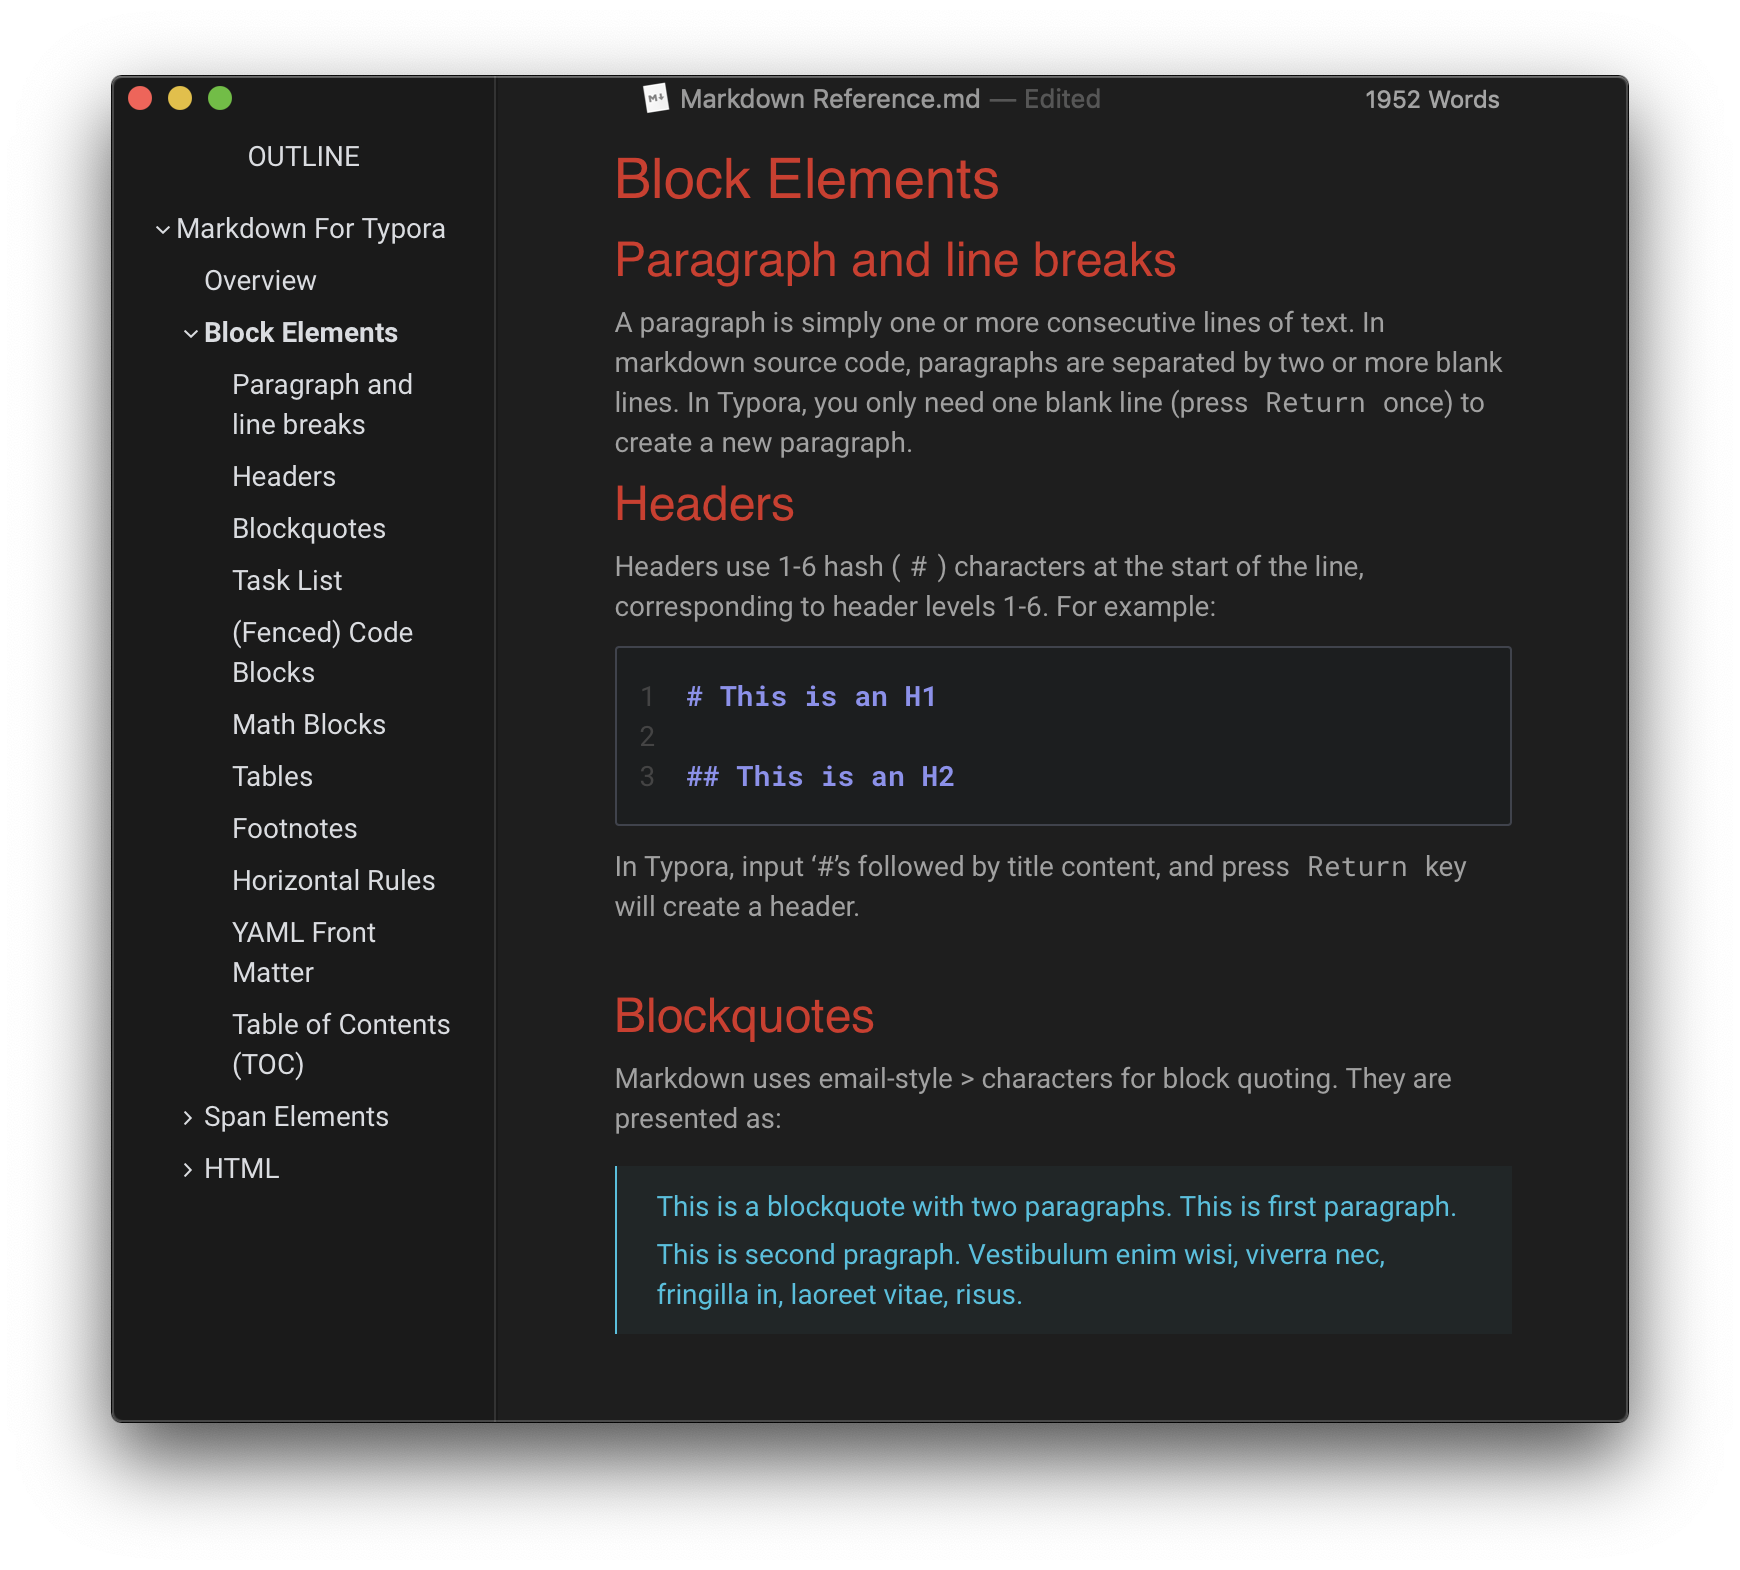 Markdown Reference.md — Edited
1952 Words
OUTLINE
Markdown For Typora
Overview
Block Elements
Paragraph and
line breaks
Headers
Blockquotes
Task List
(Fenced) Code
Blocks
Math Blocks
Tables
Footnotes
Horizontal Rules
YAML Front
Matter
Table of Contents
(TOC)
Span Elements
HTML
Block Elements
Paragraph and line breaks
A paragraph is simply one or more consecutive lines of text. In
markdown source code, paragraphs are separated by two or more blank
lines. In Typora, you only need one blank line (press Return once) to
create a new paragraph.
Headers
Headers use 1-6 hash ( # ) characters at the start of the line,
corresponding to header levels 1-6. For example:
1 # This is an H1
2
3 ## This is an H2
In Typora, input ‘#’s followed by title content, and press Return key
will create a header.
Blockquotes
Markdown uses email-style > characters for block quoting. They are
presented as:
This is a blockquote with two paragraphs. This is first paragraph.
This is second pragraph. Vestibulum enim wisi, viverra nec,
fringilla in, laoreet vitae, risus.